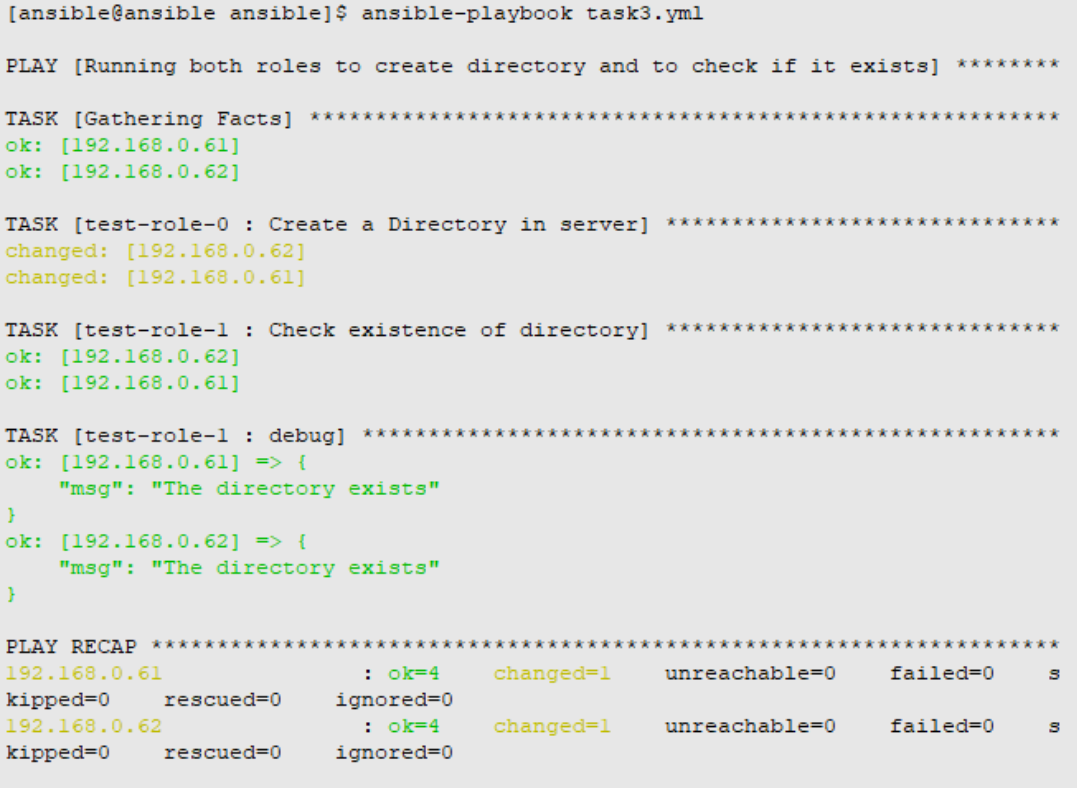 [ansible@ansible ansible]$ ansible-playbook task3.yml
PLAY [Running both roles to create directory and to check if it exists] ********
TASK [Gathering Facts] *********************************************************
ok: [192.168.0.61]
ok: [192.168.0.62]
TASK [test-role-0 : Create a Directory in server] ******************************
changed: [192.168.0.62]
changed: [192.168.0.61]
TASK [test-role-1 : Check existence of directory] ******************************
ok: [192.168.0.62]
ok: [192.168.0.61]
TASK [test-role-1 : debug] *****************************************************
ok: [192.168.0.61] => {
    "msg": "The directory exists"
}
ok: [192.168.0.62] => {
    "msg": "The directory exists"
}
PLAY RECAP *********************************************************************
192.168.0.61               : ok=4    changed=1    unreachable=0    failed=0    s
kipped=0    rescued=0    ignored=0
192.168.0.62               : ok=4    changed=1    unreachable=0    failed=0    s
kipped=0    rescued=0    ignored=0